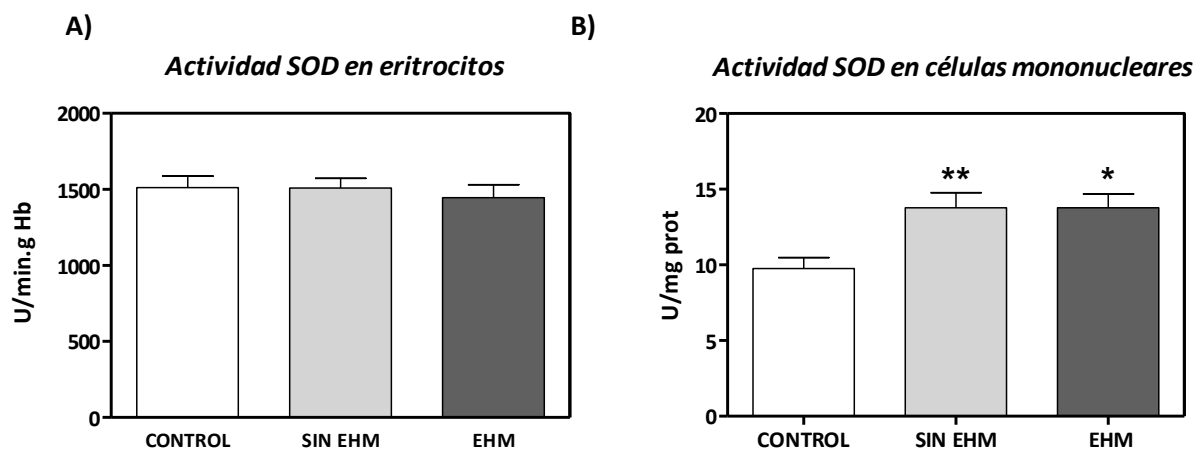 A)
Actividad SOD en eritrocitos
2000
1500
1000
500
0
U/min.g Hb
CONTROL SIN EHM EHM
B)
Actividad SOD en células mononucleares
20
15
10
5
0
U/mg prot
** *
CONTROL SIN EHM EHM